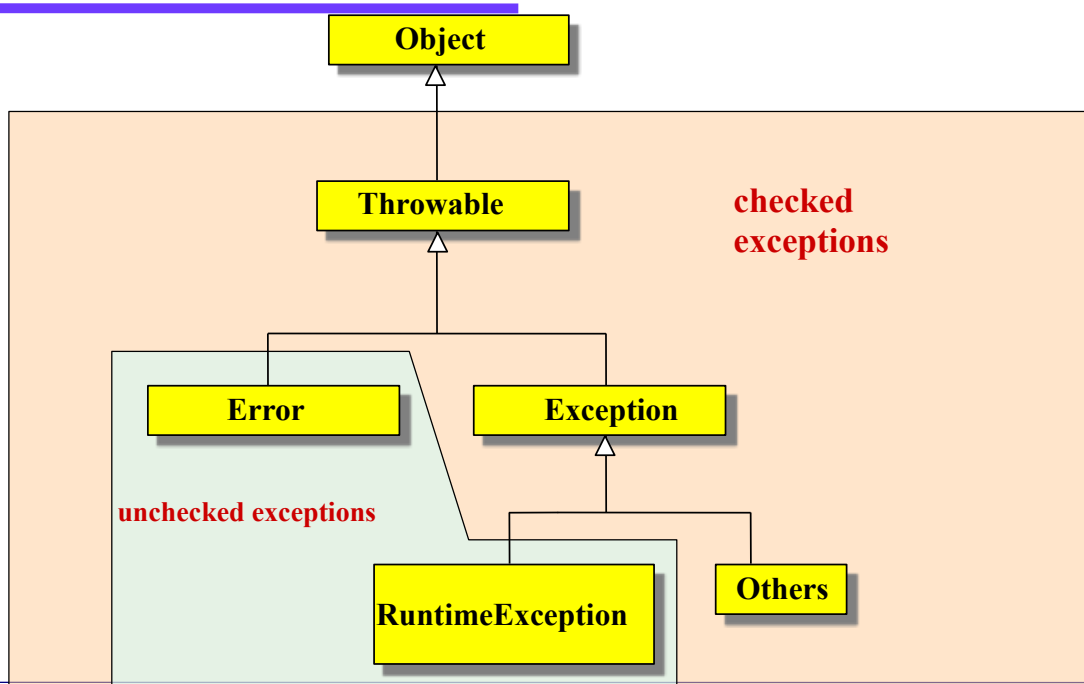 Object
Throwable
checked
exceptions
Error
Exception
unchecked exceptions
RuntimeException
Others